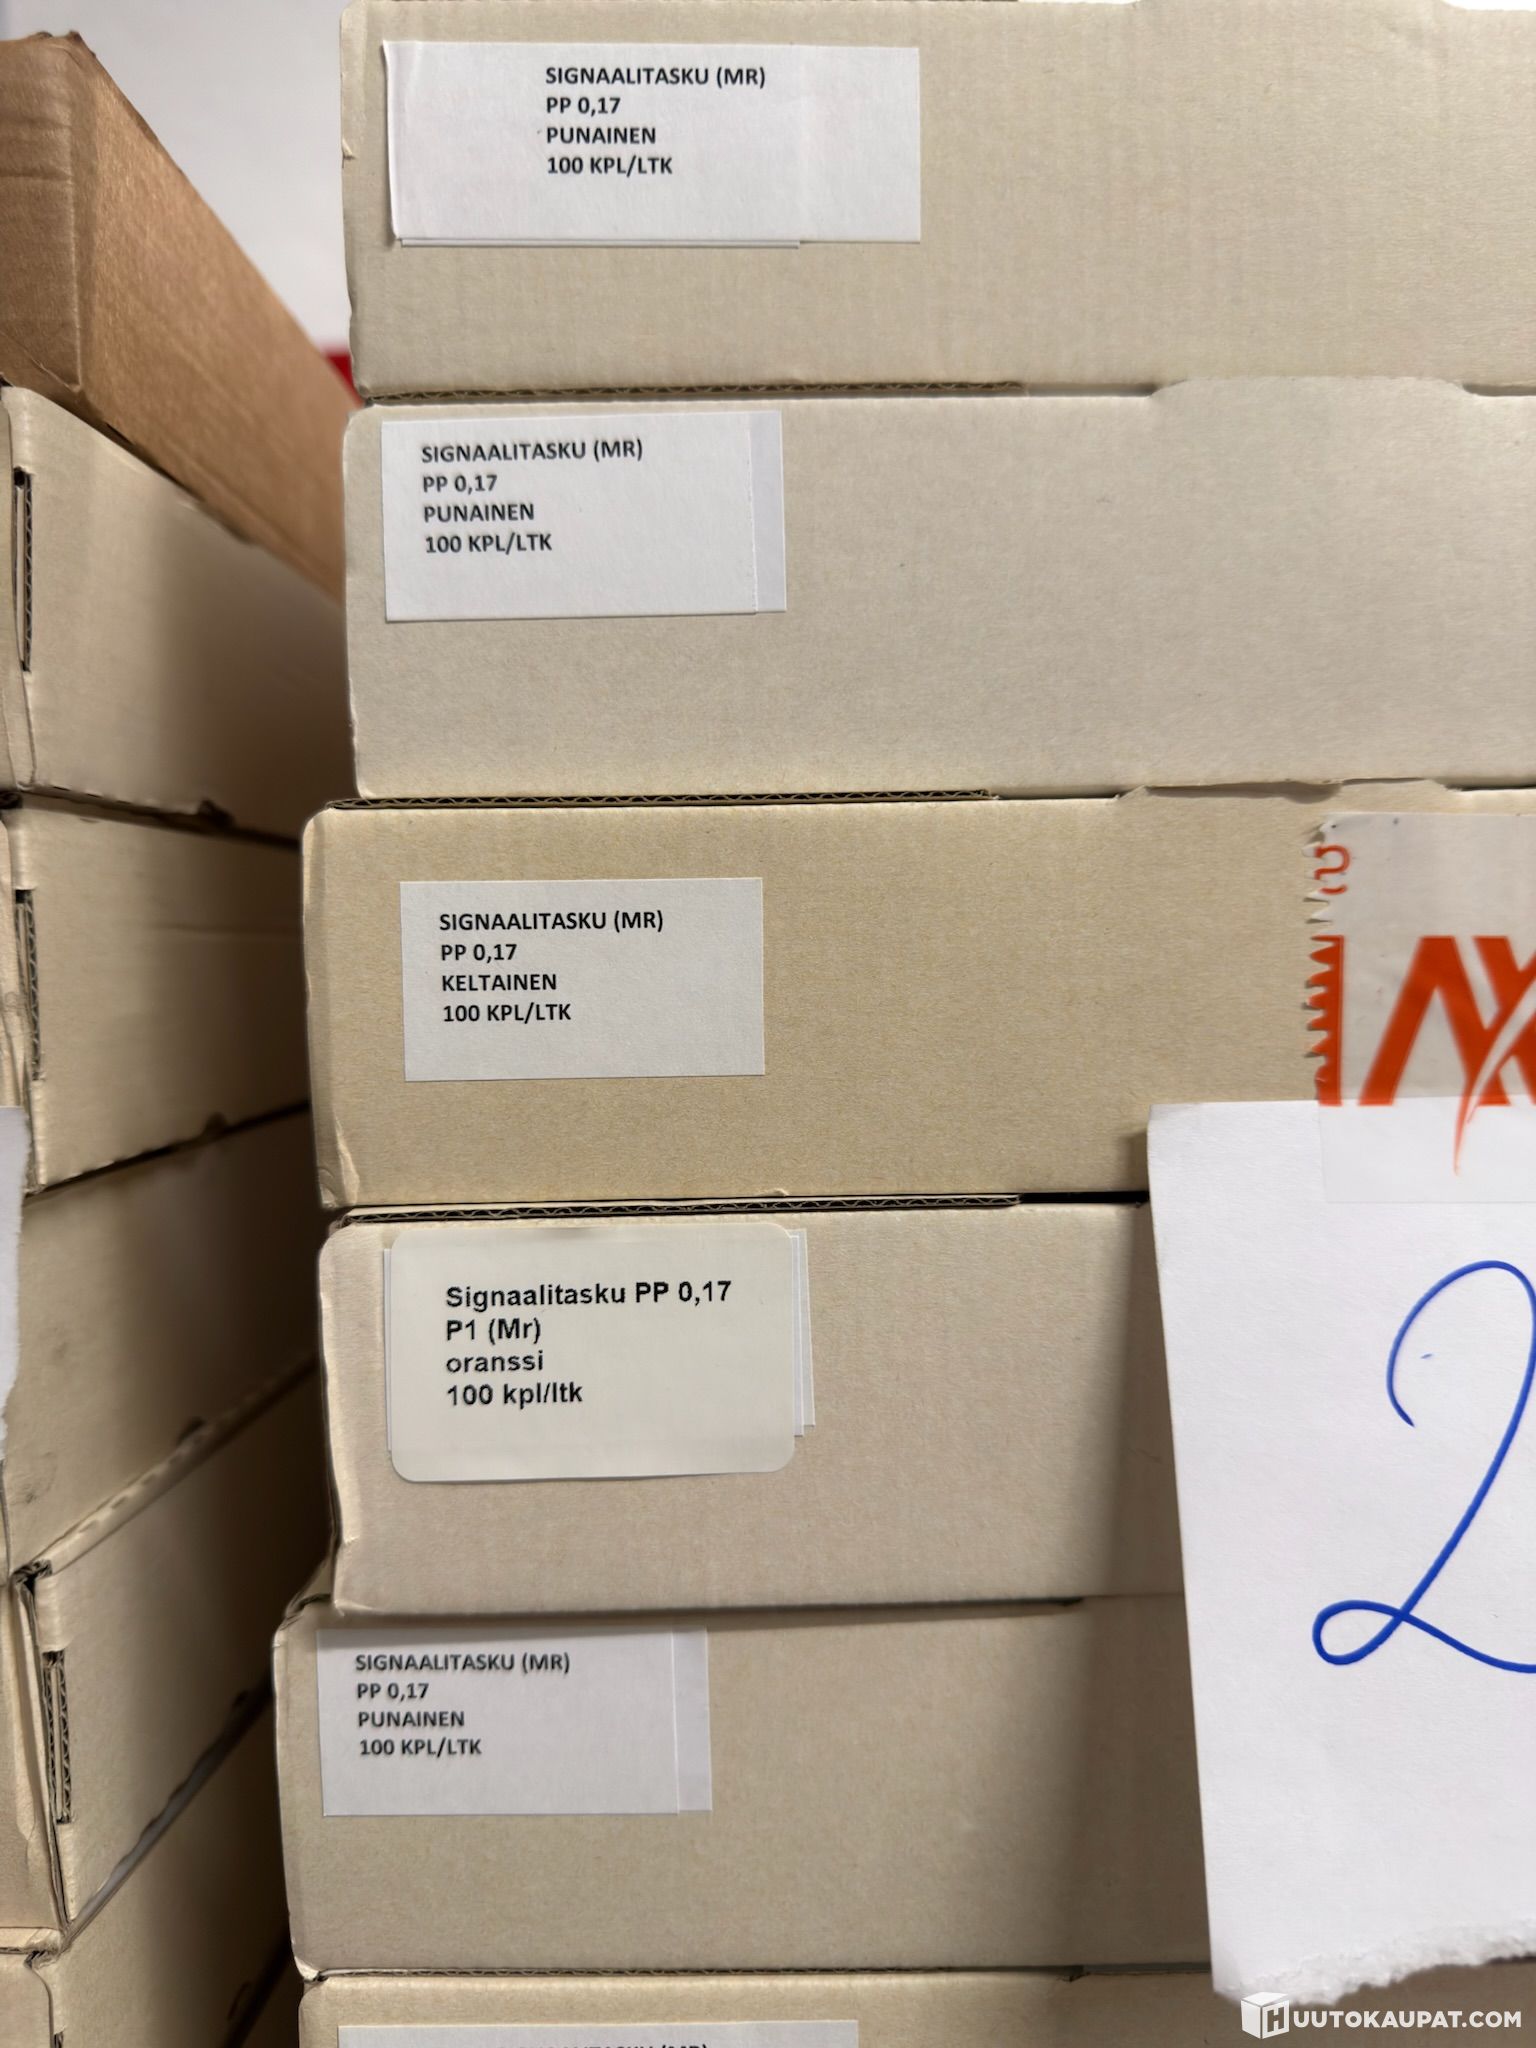 SIGNAALITASKU (MR)
PP 0,17
PUNAINEN
100 KPL/LTK
SIGNAALITASKU (MR)
PP 0,17
PUNAINEN
100 KPL/LTK
SIGNAALITASKU (MR)
PP 0,17
KELTAINEN
100 KPL/LTK
Signaalitasku PP 0,17
P1 (Mr)
oranssi
100 kpl/ltk
2
SIGNAALITASKU (MR)
PP 0,17
PUNAINEN
100 KPL/LTK
HUUTOKAUPAT.COM